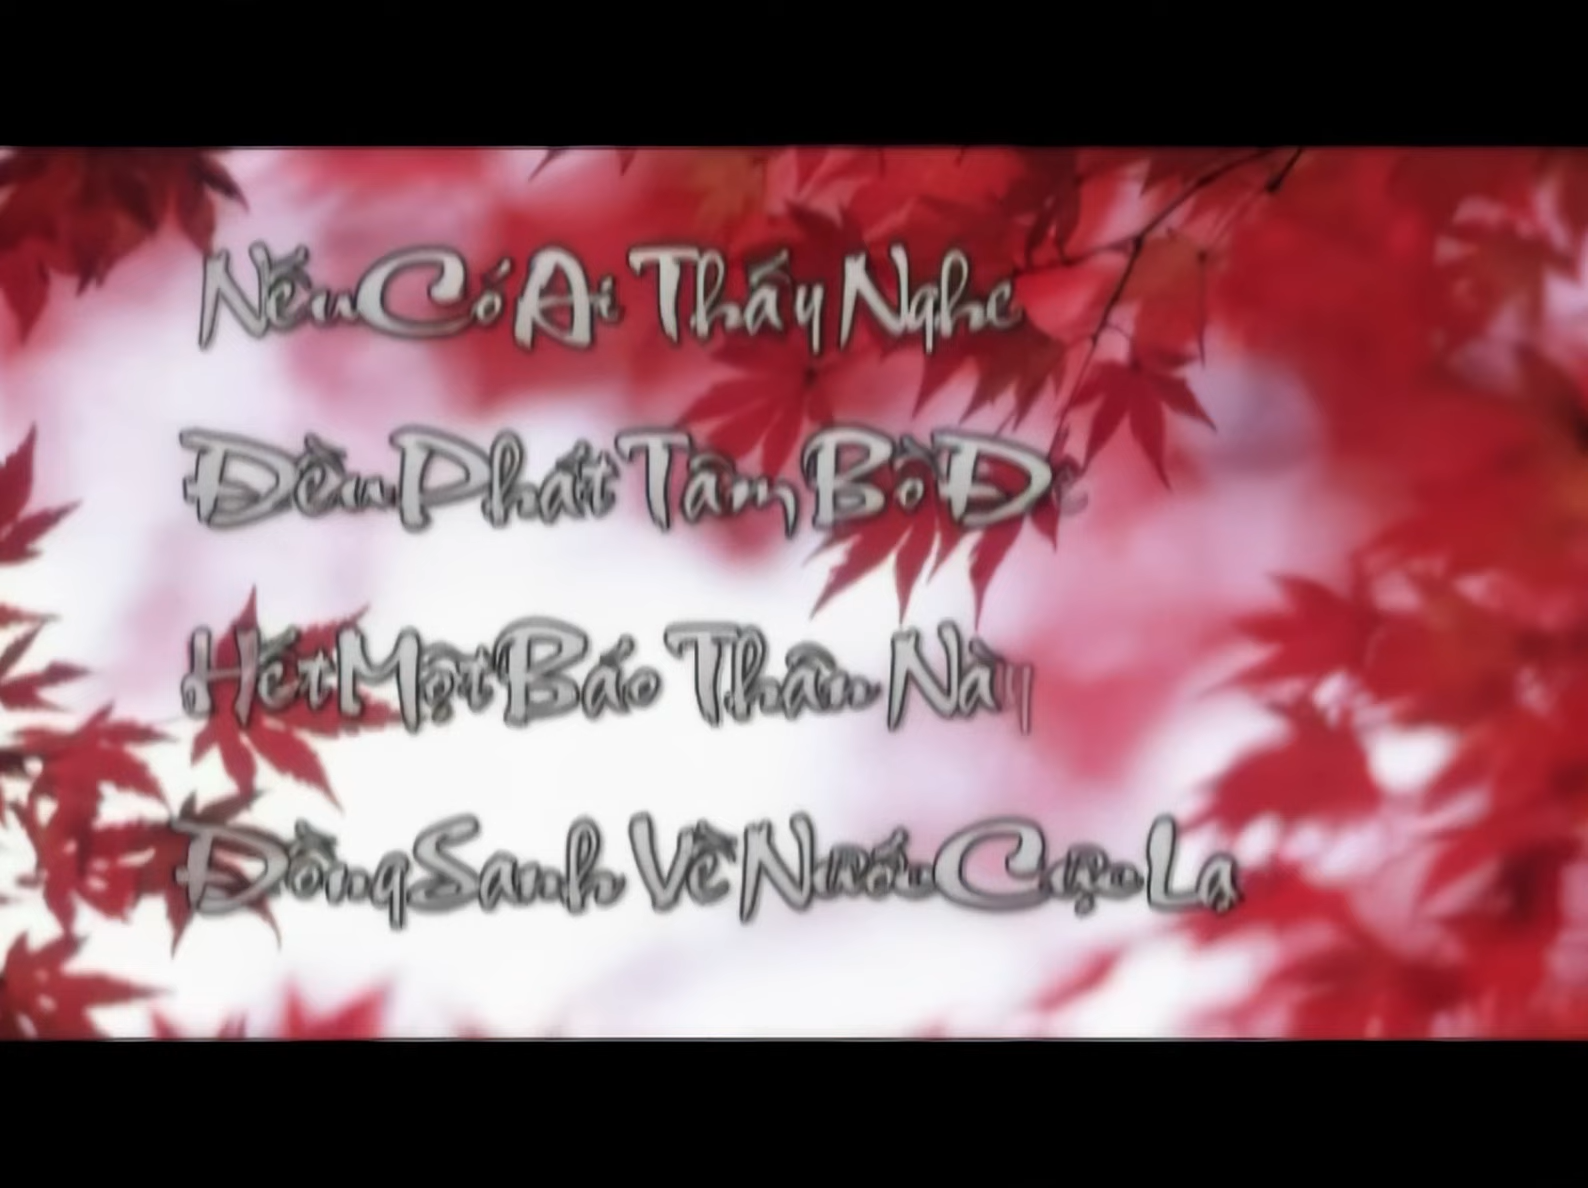 Nếu Có Ai Thấy Nghe
Đều Phát Tâm Bồ Đề
Hết Một Báo Thân Này
Đồng Sanh Về Nước Cực Lạ